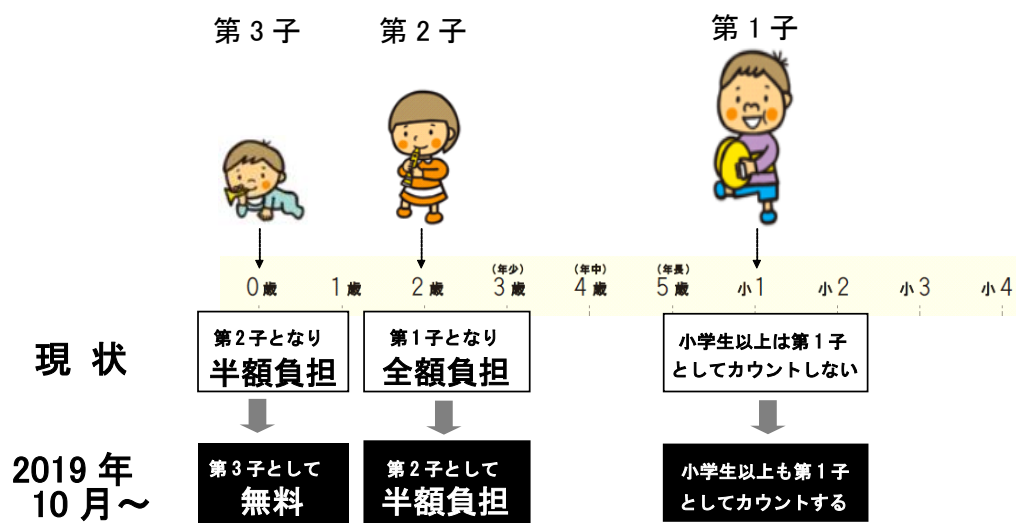 第3子 第2子 第1子
(年少) (年中) (年長)
0歳 1歳 2歳 3歳 4歳 5歳 小1 小2 小3 小4
現状
第2子となり
半額負担
第1子となり
全額負担
小学生以上は第1子
としてカウントしない
2019年
10月～
第3子として
無料
第2子として
半額負担
小学生以上も第1子
としてカウントする